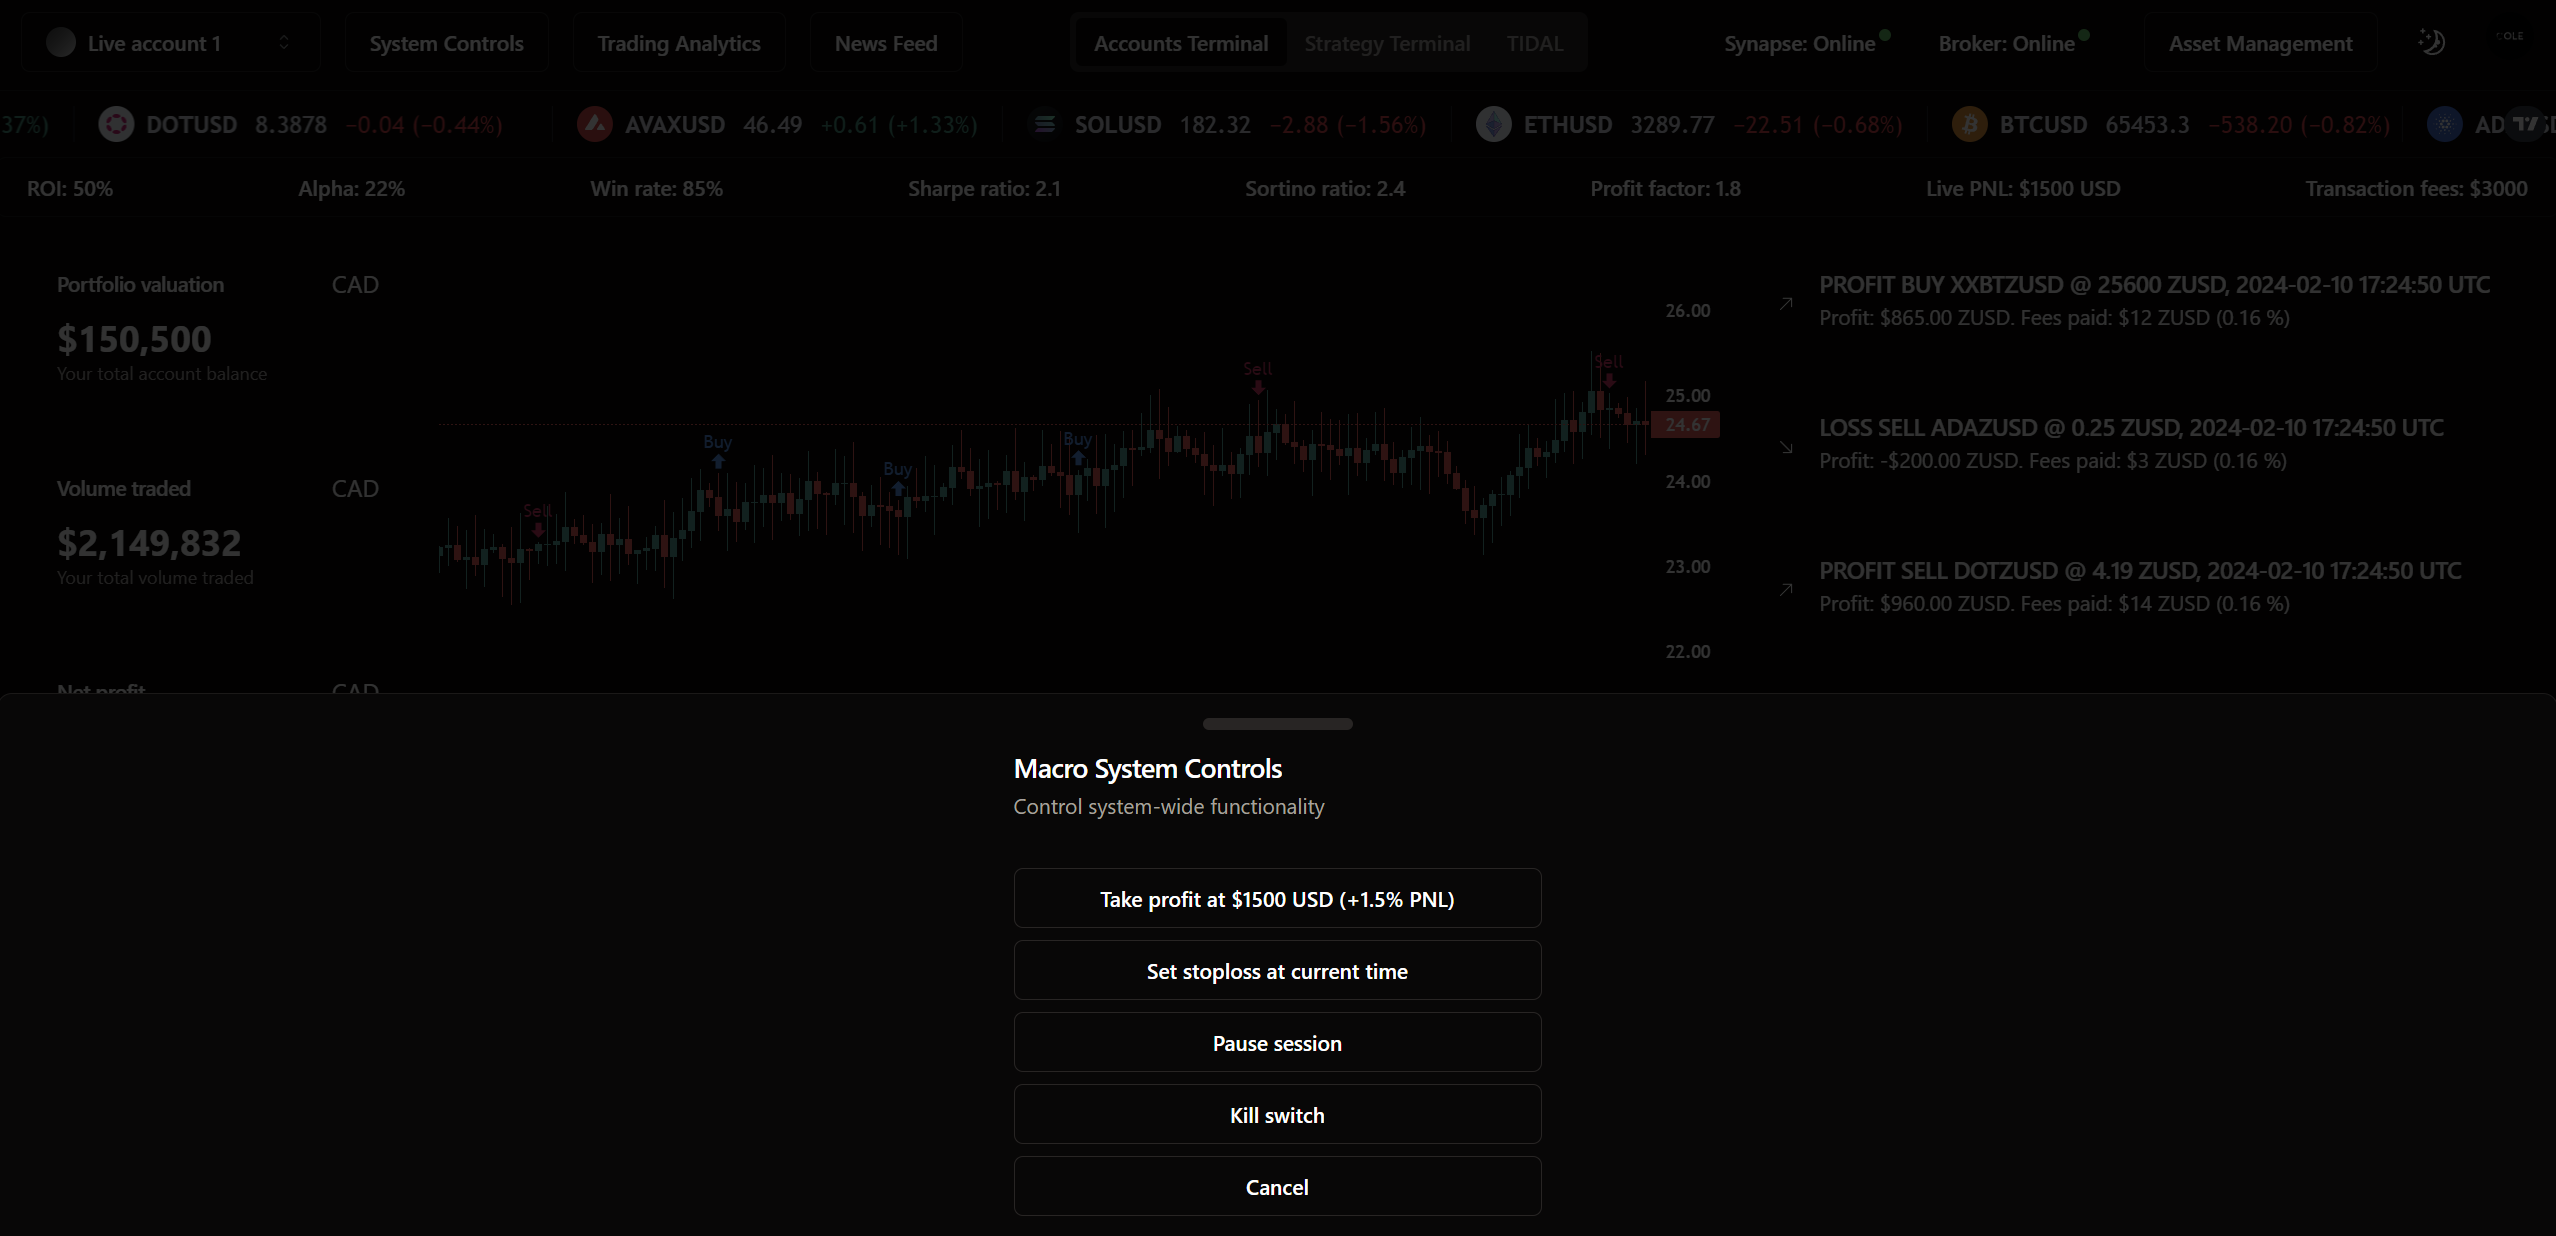 Live account 1
System Controls
Trading Analytics
News Feed
Accounts Terminal
Strategy Terminal
TIDAL
Synapse: Online
Broker: Online
Asset Management
37%)
DOTUSD 8.3878 −0.04 (−0.44%)
AVAXUSD 46.49 +0.61 (+1.33%)
SOLUSD 182.32 −2.88 (−1.56%)
ETHUSD 3289.77 −22.51 (−0.68%)
BTCUSD 65453.3 −538.20 (−0.82%)
ROI: 50%
Alpha: 22%
Win rate: 85%
Sharpe ratio: 2.1
Sortino ratio: 2.4
Profit factor: 1.8
Live PNL: $1500 USD
Transaction fees: $3000
Portfolio valuation CAD
$150,500
Your total account balance
Volume traded CAD
$2,149,832
Your total volume traded
Net profit CAD
Sell
Buy
Buy
Buy
Sell
Sell
26.00
25.00
24.67
24.00
23.00
22.00
PROFIT BUY XXBTZUSD @ 25600 ZUSD, 2024-02-10 17:24:50 UTC
Profit: $865.00 ZUSD. Fees paid: $12 ZUSD (0.16 %)
LOSS SELL ADAZUSD @ 0.25 ZUSD, 2024-02-10 17:24:50 UTC
Profit: -$200.00 ZUSD. Fees paid: $3 ZUSD (0.16 %)
PROFIT SELL DOTZUSD @ 4.19 ZUSD, 2024-02-10 17:24:50 UTC
Profit: $960.00 ZUSD. Fees paid: $14 ZUSD (0.16 %)
Macro System Controls
Control system-wide functionality
Take profit at $1500 USD (+1.5% PNL)
Set stoploss at current time
Pause session
Kill switch
Cancel